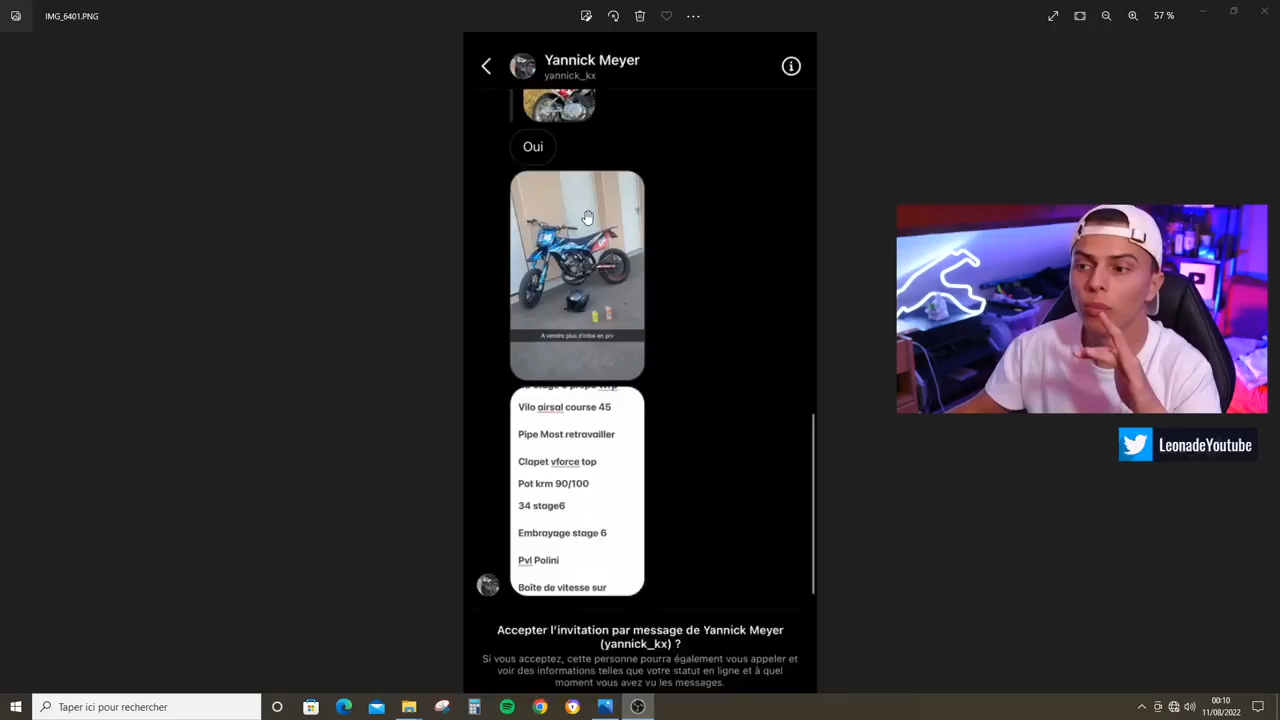 IMG_6401.PNG
57 %
Yannick Meyer
yannick_kx
Oui
A vendre plus d'infos en prv
Vilo airsal course 45
Pipe Most retravailler
Clapet vforce top
Pot krm 90/100
34 stage6
Embrayage stage 6
Pvl Polini
Boîte de vitesse sur
Accepter l'invitation par message de Yannick Meyer
(yannick_kx) ?
Si vous acceptez, cette personne pourra également vous appeler et
voir des informations telles que votre statut en ligne et à quel
moment vous avez vu les messages.
LeonadeYoutube
Taper ici pour rechercher
00:10
11/08/2022